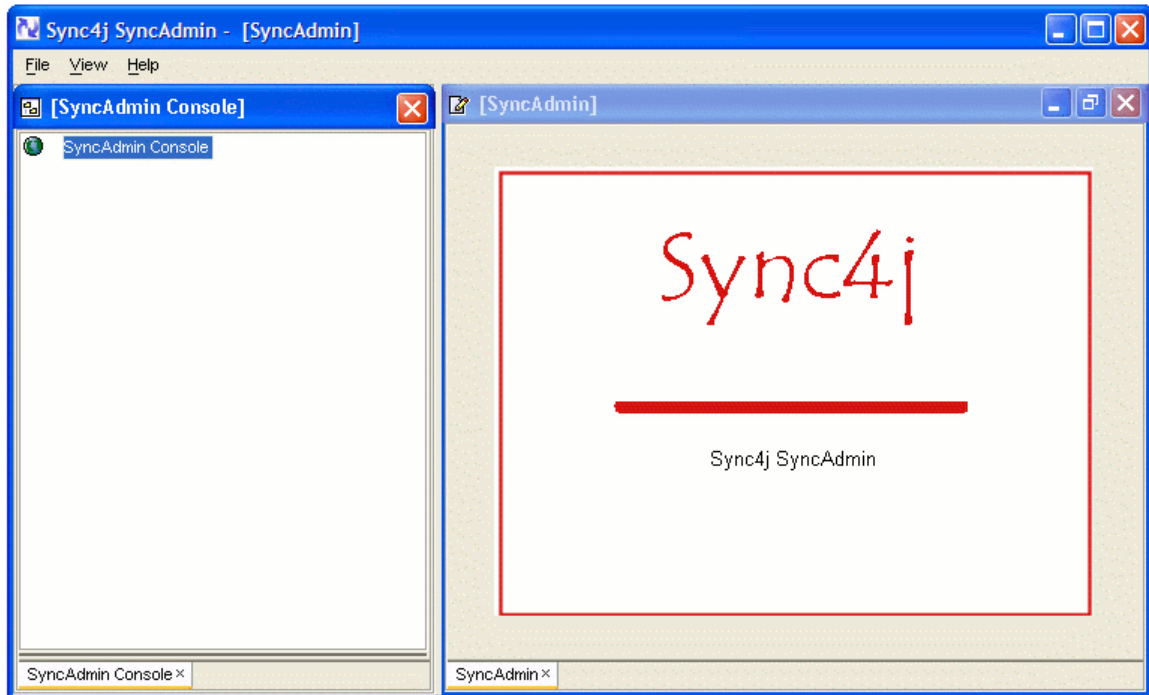 Sync4j SyncAdmin - [SyncAdmin]
File View Help
[SyncAdmin Console]
SyncAdmin Console
SyncAdmin Console
[SyncAdmin]
Sync4j
Sync4j SyncAdmin
SyncAdmin